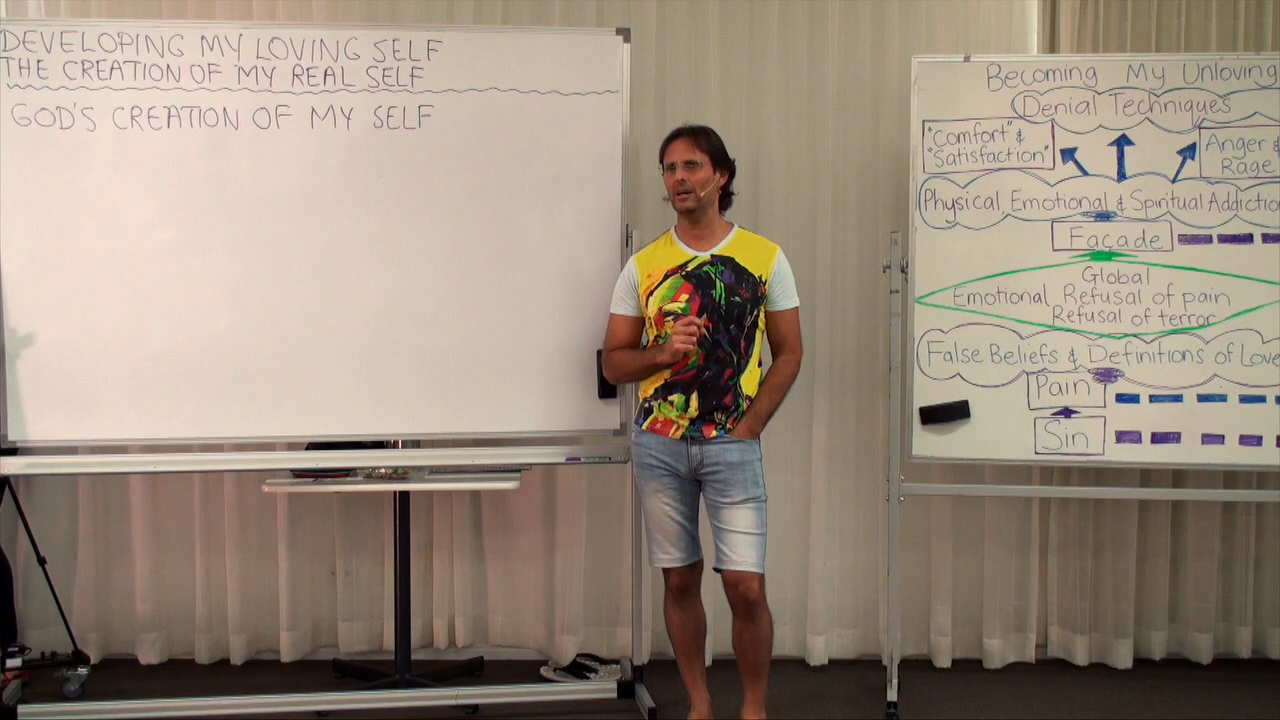 DEVELOPING MY LOVING SELF
THE CREATION OF MY REAL SELF
GOD'S CREATION OF MY SELF
Becoming My Unloving
Denial Techniques
"Comfort" &
"Satisfaction"
Anger &
Rage
Physical, Emotional & Spiritual Addictio
Façade
Global
Emotional Refusal of pain
Refusal of terror
False Beliefs & Definitions of Love
Pain
Sin